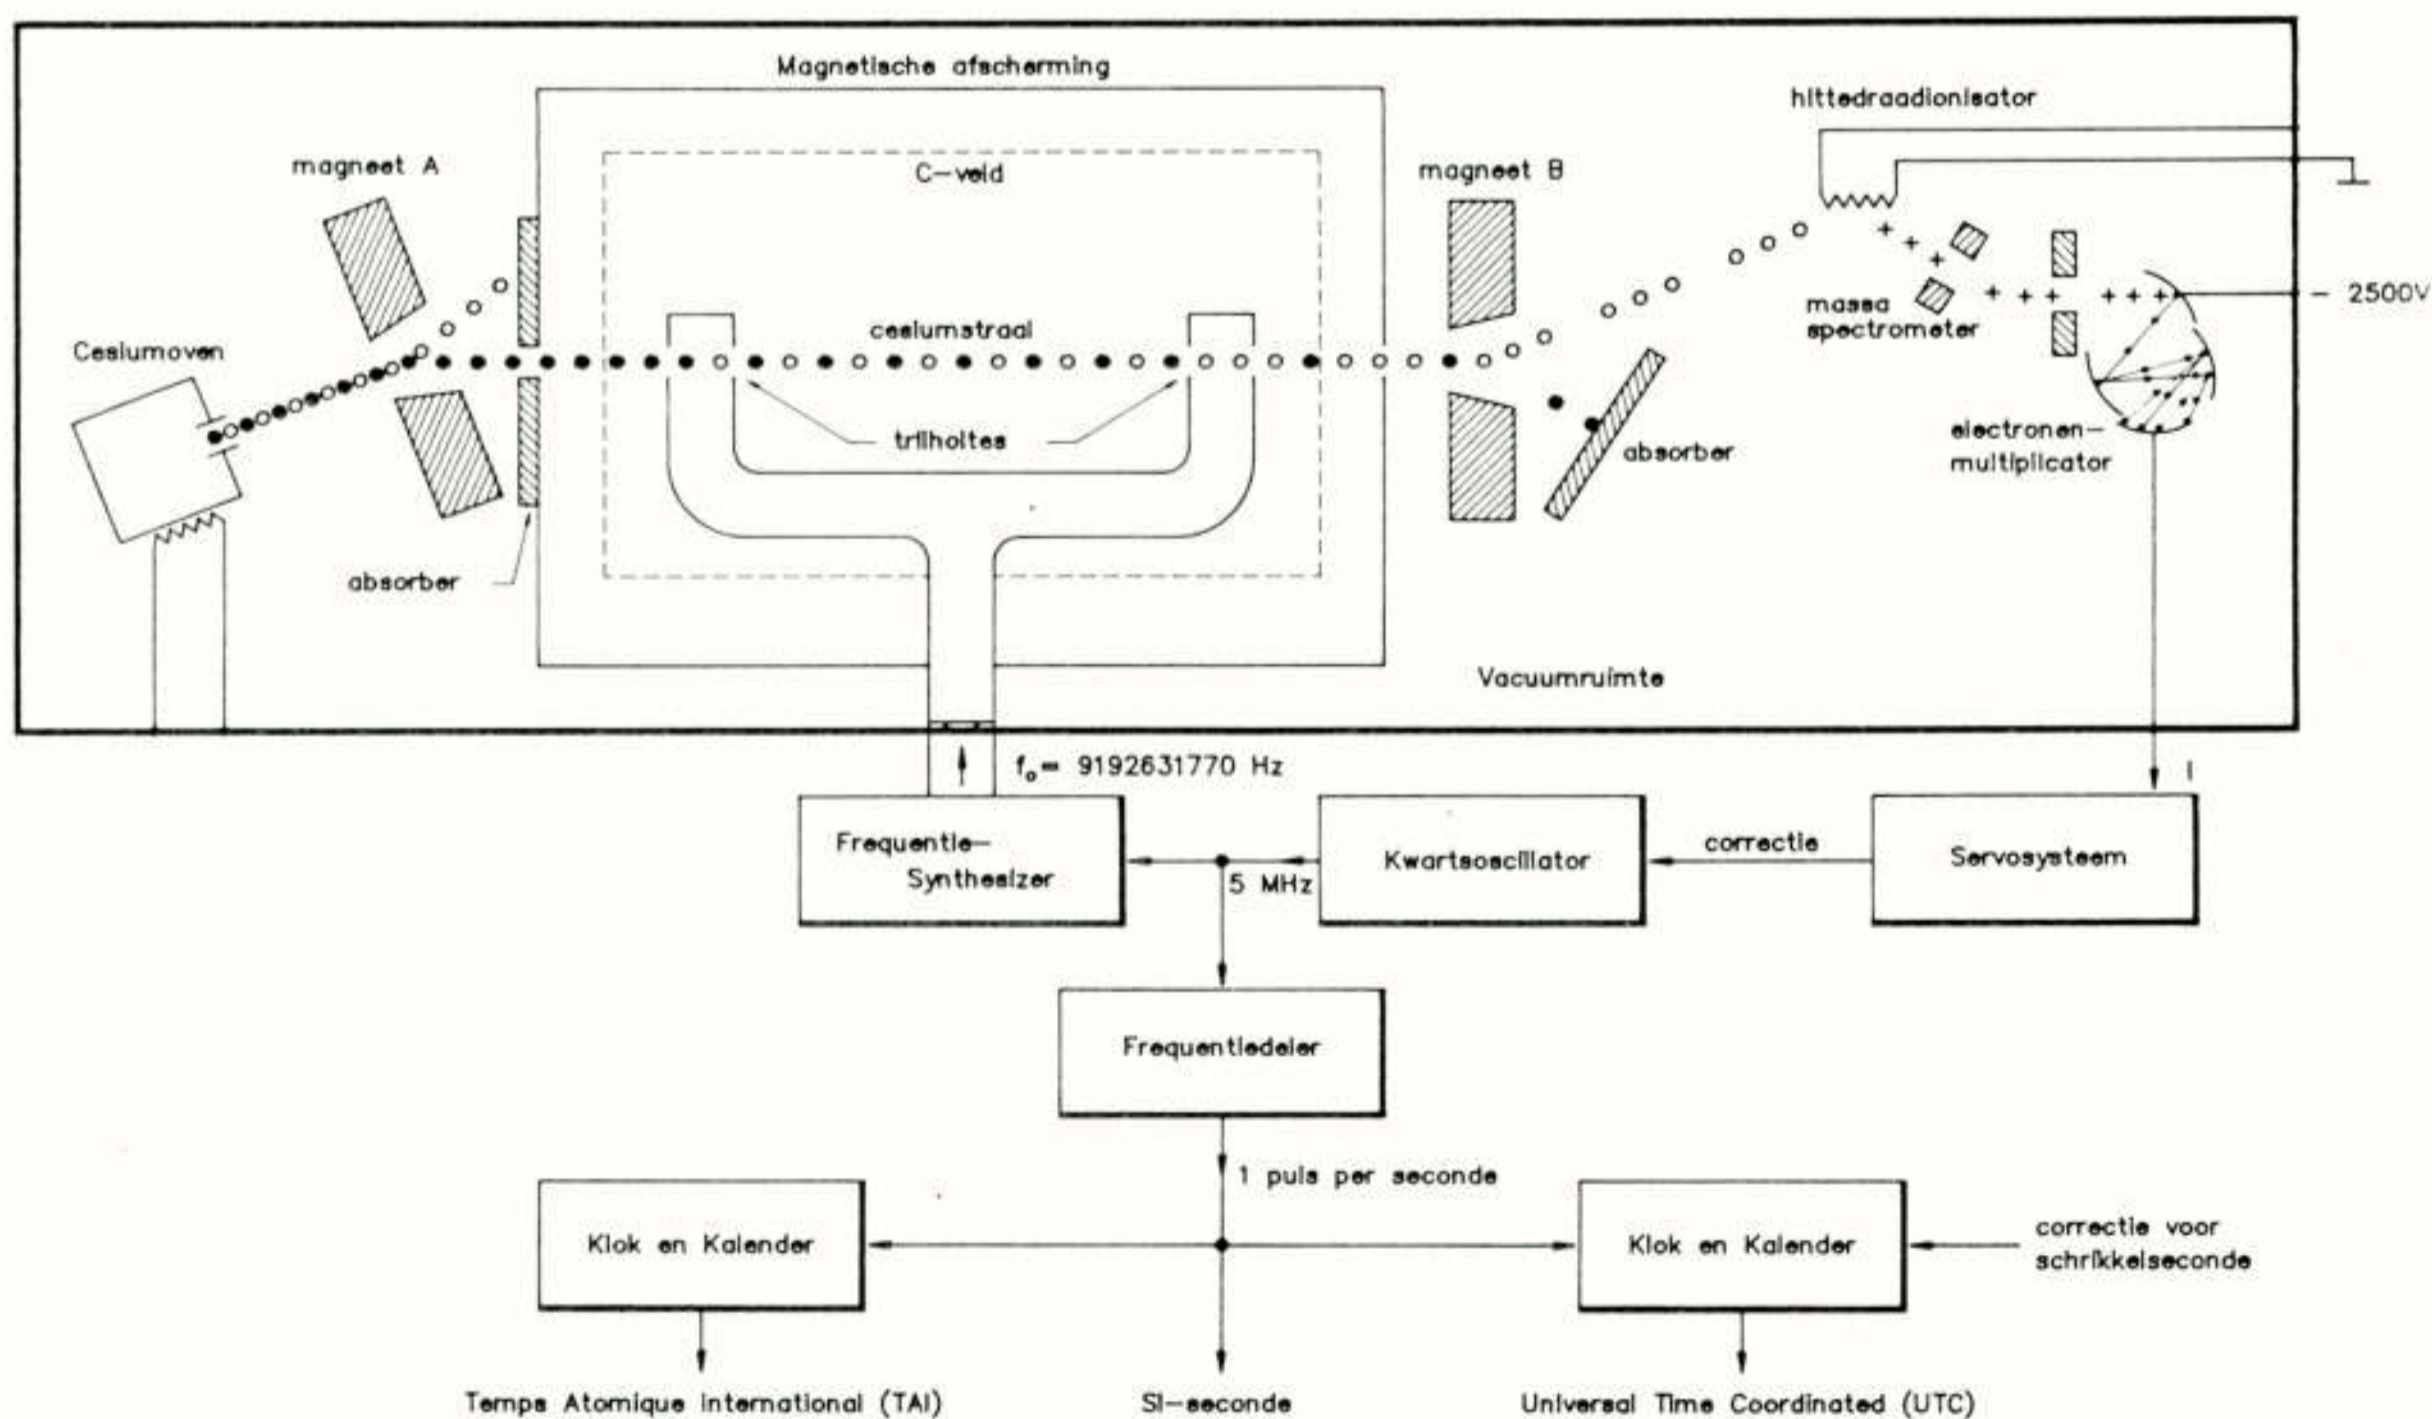 Magnetische afscherming
hittedraadionisator
magneet A
C-veld
magneet B
- 2500V
massa
spectrometer
Cesiumoven
cesiumstraal
trilholtes
absorber
electronen-
multiplicator
absorber
Vacuumruimte
f₀= 9192631770 Hz
I
Frequentie-
Synthesizer
5 MHz
Kwartsoscillator
correctie
Servosysteem
Frequentiedeler
1 puls per seconde
Klok en Kalender
Klok en Kalender
correctie voor
schrikkelseconde
Temps Atomique International (TAI)
SI-seconde
Universal Time Coordinated (UTC)